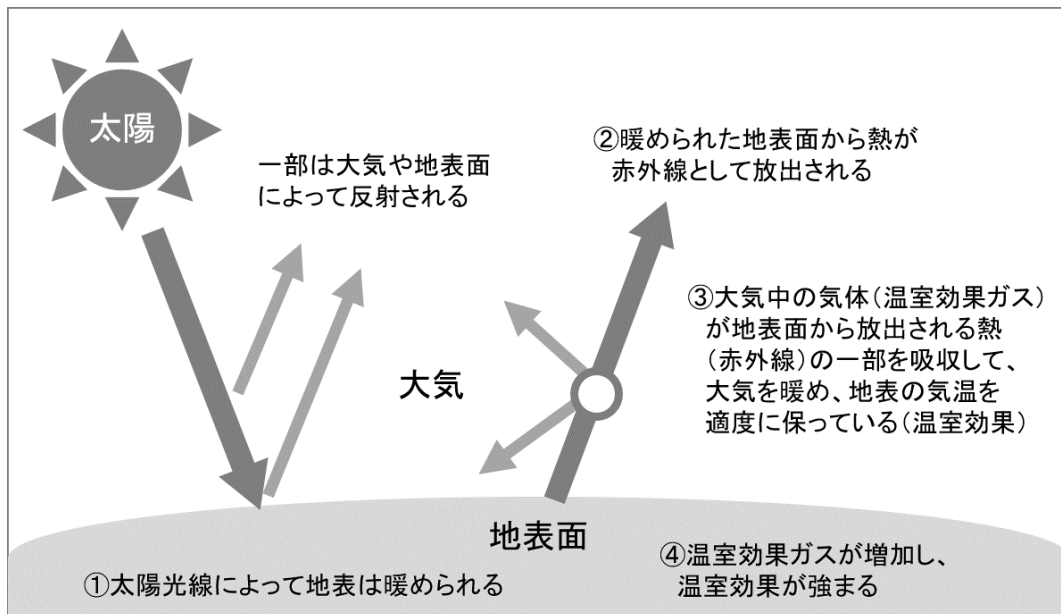 太陽
一部は大気や地表面
によって反射される
②暖められた地表面から熱が
赤外線として放出される
③大気中の気体（温室効果ガス）
が地表面から放出される熱
（赤外線）の一部を吸収して、
大気を暖め、地表の気温を
適度に保っている（温室効果）
大気
地表面
①太陽光線によって地表は暖められる
④温室効果ガスが増加し、
温室効果が強まる